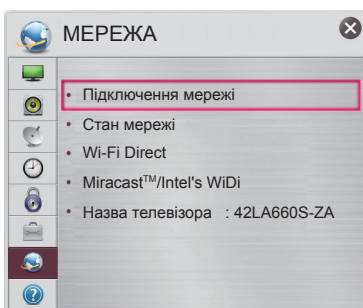 МЕРЕЖА
• Підключення мережі
• Стан мережі
• Wi-Fi Direct
• Miracast™/Intel's WiDi
• Назва телевізора : 42LA660S-ZA